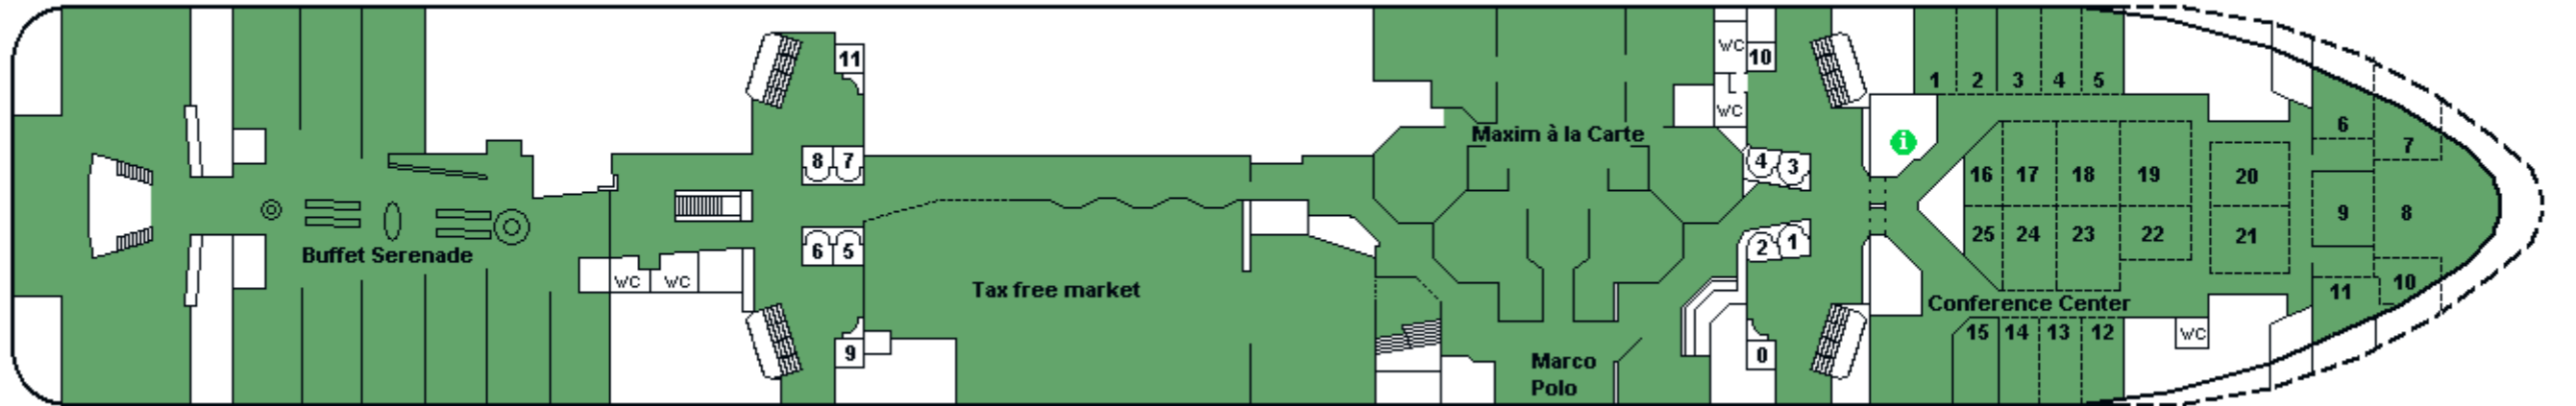 11
WC
10
1 2 3 4 5
WC
6
7
Maxim à la Carte
i
8 7
4 3
16 17 18 19 20
9 8
Buffet Serenade
6 5
2 1
25 24 23 22 21
WC WC
Tax free market
11 10
Conference Center
15 14 13 12
WC
9
0
Marco
Polo